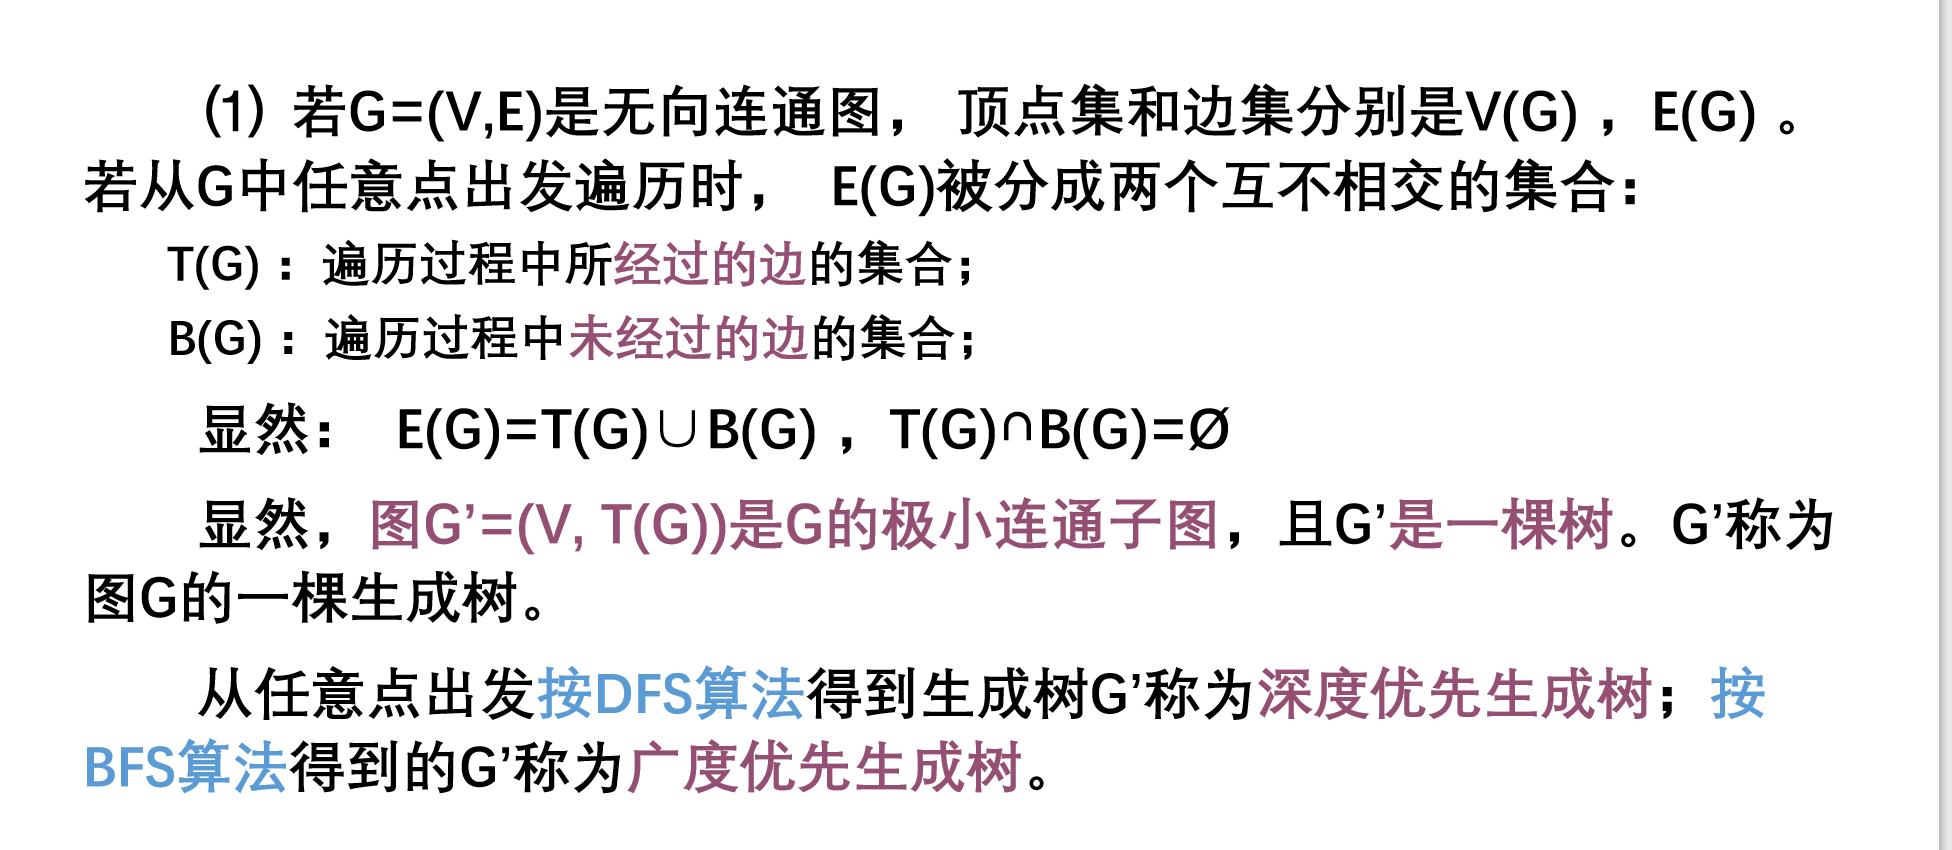 ⑴ 若G=(V,E)是无向连通图， 顶点集和边集分别是V(G) ，E(G) 。
若从G中任意点出发遍历时， E(G)被分成两个互不相交的集合：
T(G) ：遍历过程中所经过的边的集合；
B(G) ：遍历过程中未经过的边的集合；
显然： E(G)=T(G)∪B(G) ，T(G)∩B(G)=Ø
显然，图G’=(V, T(G))是G的极小连通子图，且G’是一棵树。G’称为
图G的一棵生成树。
从任意点出发按DFS算法得到生成树G’称为深度优先生成树；按
BFS算法得到的G’称为广度优先生成树。